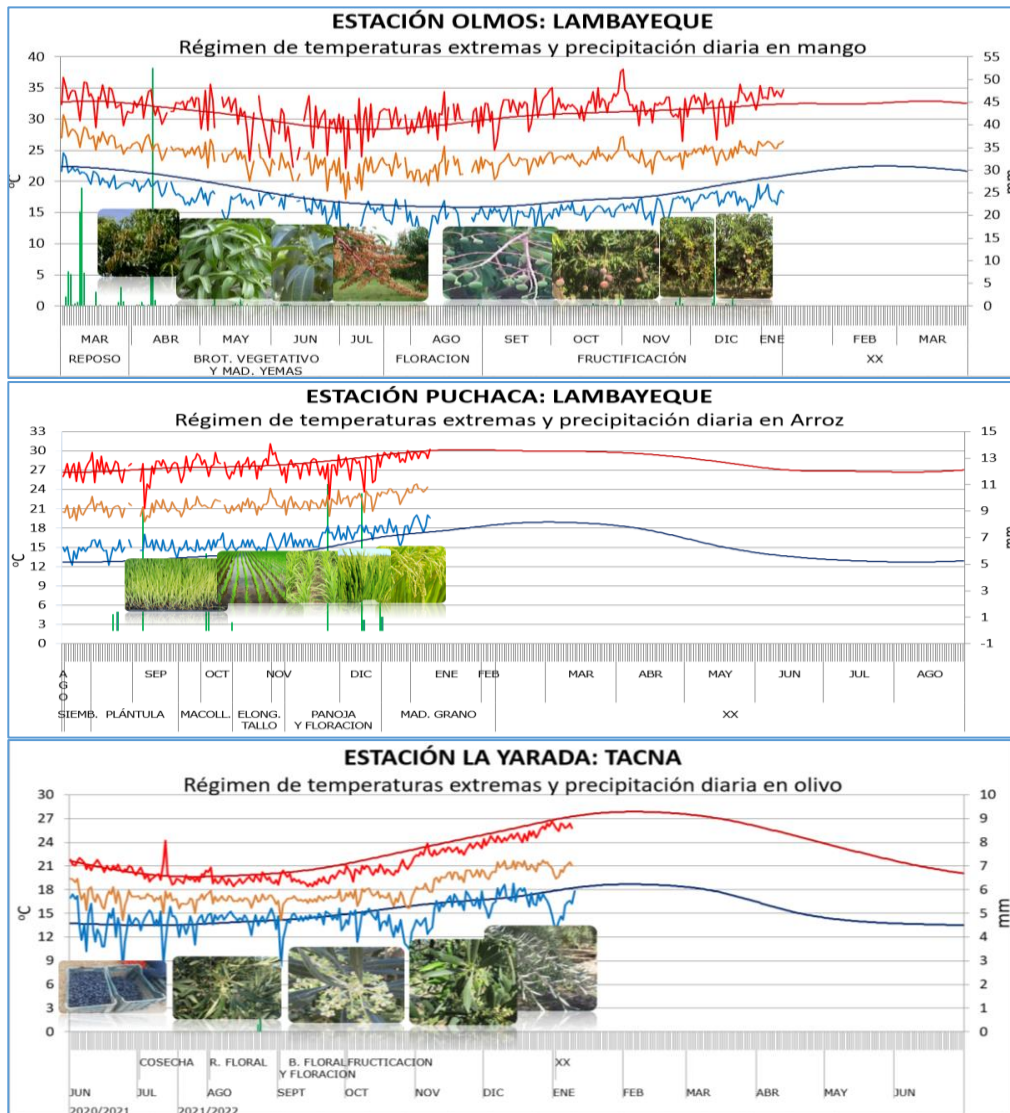 ESTACIÓN OLMOS: LAMBAYEQUE
Régimen de temperaturas extremas y precipitación diaria en mango
40 35 30 25 20 15 10 5 0
°C
55 50 45 40 35 30 25 20 15 10 5 0
mm
MAR ABR MAY JUN JUL AGO SET OCT NOV DIC ENE FEB MAR
REPOSO BROT. VEGETATIVO Y MAD. YEMAS FLORACION FRUCTIFICACIÓN XX
ESTACIÓN PUCHACA: LAMBAYEQUE
Régimen de temperaturas extremas y precipitación diaria en Arroz
33 30 27 24 21 18 15 12 9 6 3 0
°C
15 13 11 9 7 5 3 1 -1
mm
AGO SEP OCT NOV DIC ENE FEB MAR ABR MAY JUN JUL AGO
SIEMB. PLÁNTULA MACOLL. ELONG. TALLO PANOJA Y FLORACION MAD. GRANO XX
ESTACIÓN LA YARADA: TACNA
Régimen de temperaturas extremas y precipitación diaria en olivo
30 27 24 21 18 15 12 9 6 3 0
°C
10 9 8 7 6 5 4 3 2 1 0
mm
COSECHA R. FLORAL B. FLORAL Y FLORACION FRUCTICACION XX
JUN JUL AGO SEPT OCT NOV DIC ENE FEB MAR ABR MAY JUN
2020/2021 2021/2022